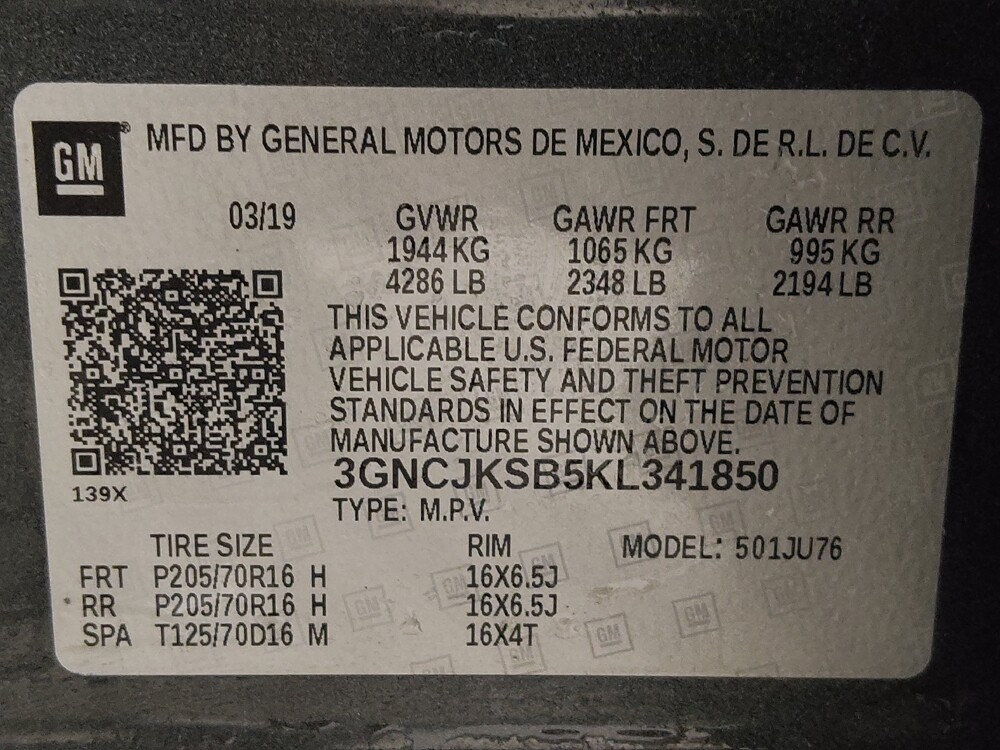 GM
MFD BY GENERAL MOTORS DE MEXICO, S. DE R.L. DE C.V.
03/19 GVWR GAWR FRT GAWR RR
1944 KG 1065 KG 995 KG
4286 LB 2348 LB 2194 LB
THIS VEHICLE CONFORMS TO ALL
APPLICABLE U.S. FEDERAL MOTOR
VEHICLE SAFETY AND THEFT PREVENTION
STANDARDS IN EFFECT ON THE DATE OF
MANUFACTURE SHOWN ABOVE.
3GNCJKSB5KL341850
139X
TYPE: M.P.V.
TIRE SIZE RIM MODEL: 501JU76
FRT P205/70R16 H 16X6.5J
RR P205/70R16 H 16X6.5J
SPA T125/70D16 M 16X4T